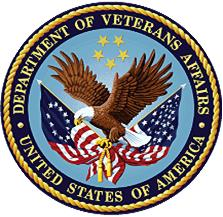 DEPARTMENT OF VETERANS AFFAIRS
UNITED STATES OF AMERICA